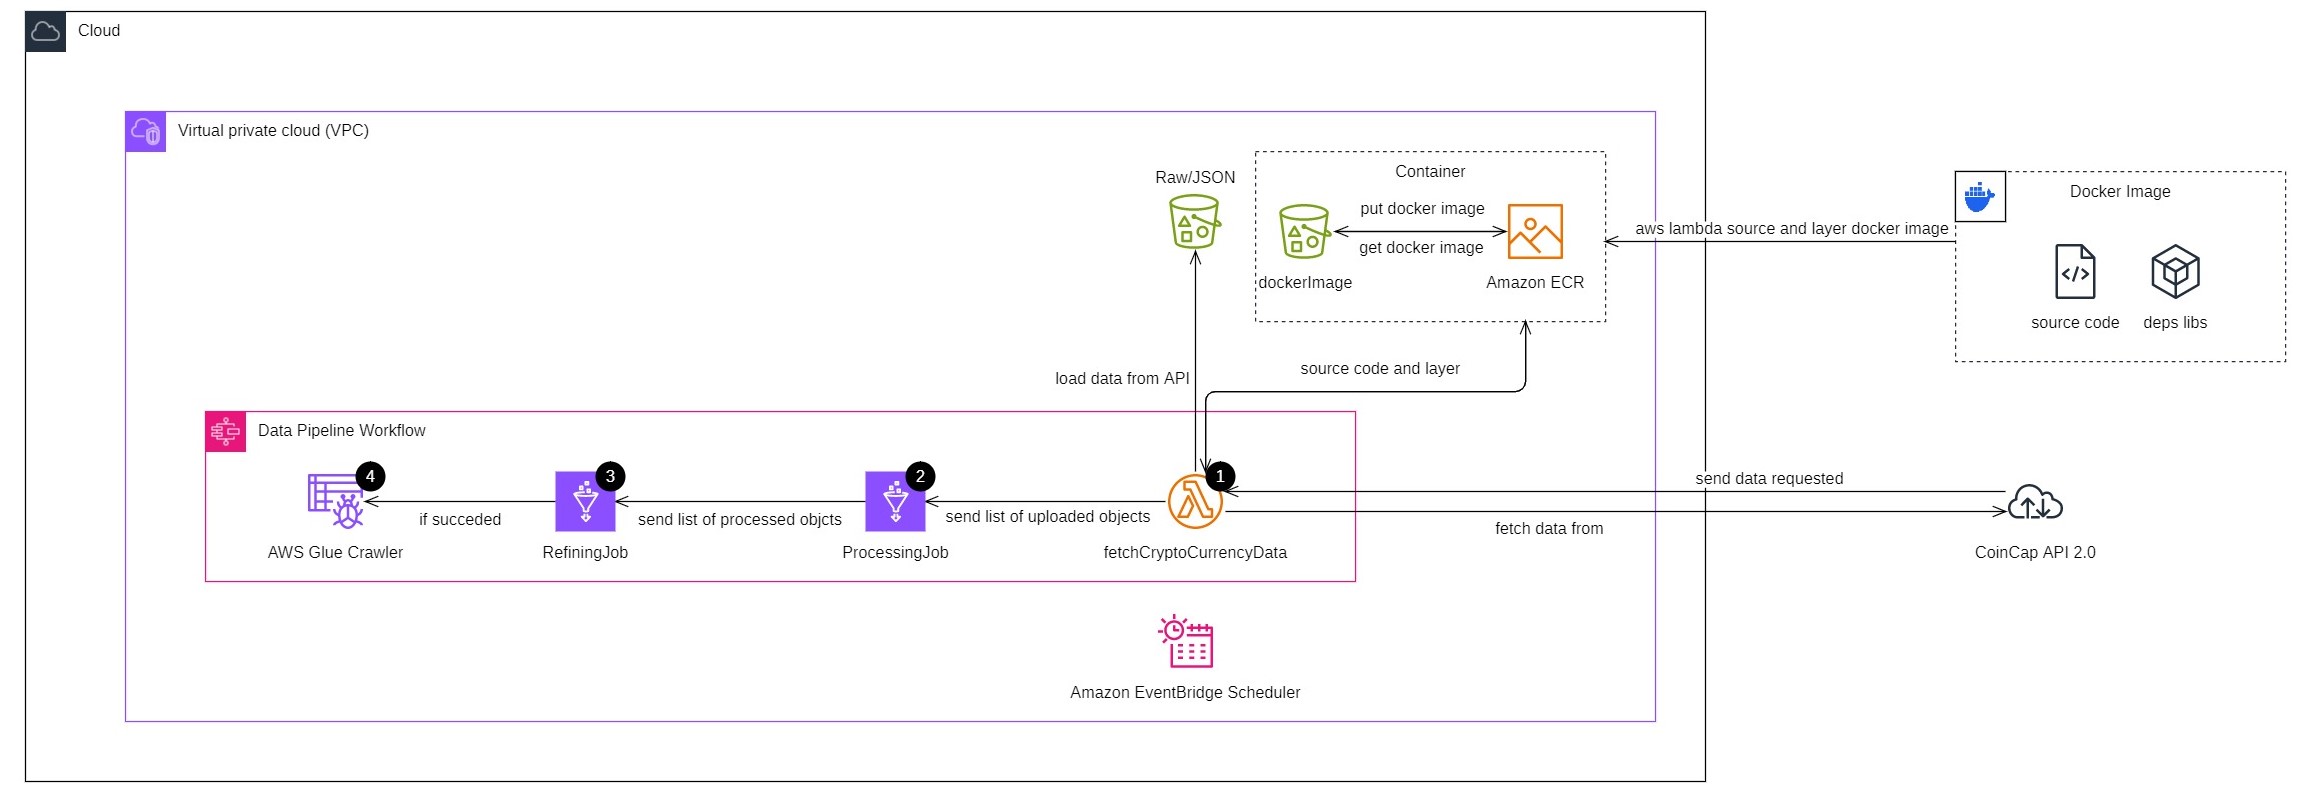 Cloud
Virtual private cloud (VPC)
Raw/JSON
Container
put docker image
get docker image
dockerImage
Amazon ECR
aws lambda source and layer docker image
Docker Image
source code
deps libs
load data from API
source code and layer
Data Pipeline Workflow
4
3
2
1
if succeded
send list of processed objcts
send list of uploaded objects
send data requested
fetch data from
AWS Glue Crawler
RefiningJob
ProcessingJob
fetchCryptoCurrencyData
CoinCap API 2.0
Amazon EventBridge Scheduler